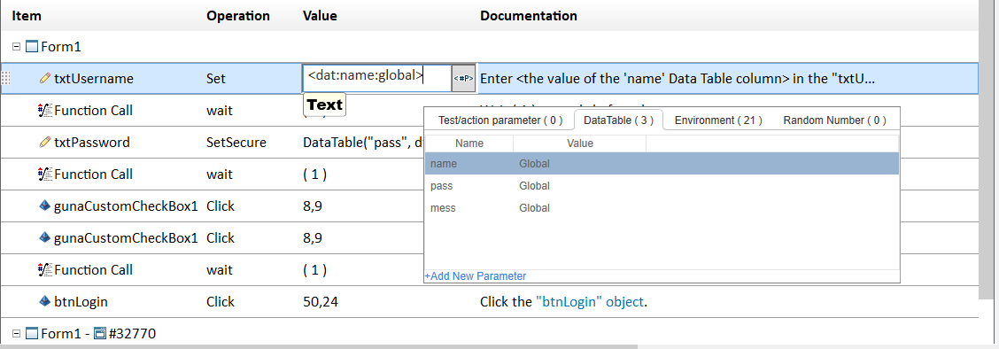 Item Operation Value Documentation
Form1
txtUsername Set <dat:name:global> <#P> Enter <the value of the 'name' Data Table column> in the "txtU...
Text
Function Call wait
txtPassword SetSecure DataTable("pass", d
Function Call wait ( 1 )
gunaCustomCheckBox1 Click 8,9
gunaCustomCheckBox1 Click 8,9
Function Call wait ( 1 )
btnLogin Click 50,24 Click the "btnLogin" object.
Form1 - #32770
Test/action parameter ( 0 ) DataTable ( 3 ) Environment ( 21 ) Random Number ( 0 )
Name Value
name Global
pass Global
mess Global
+Add New Parameter